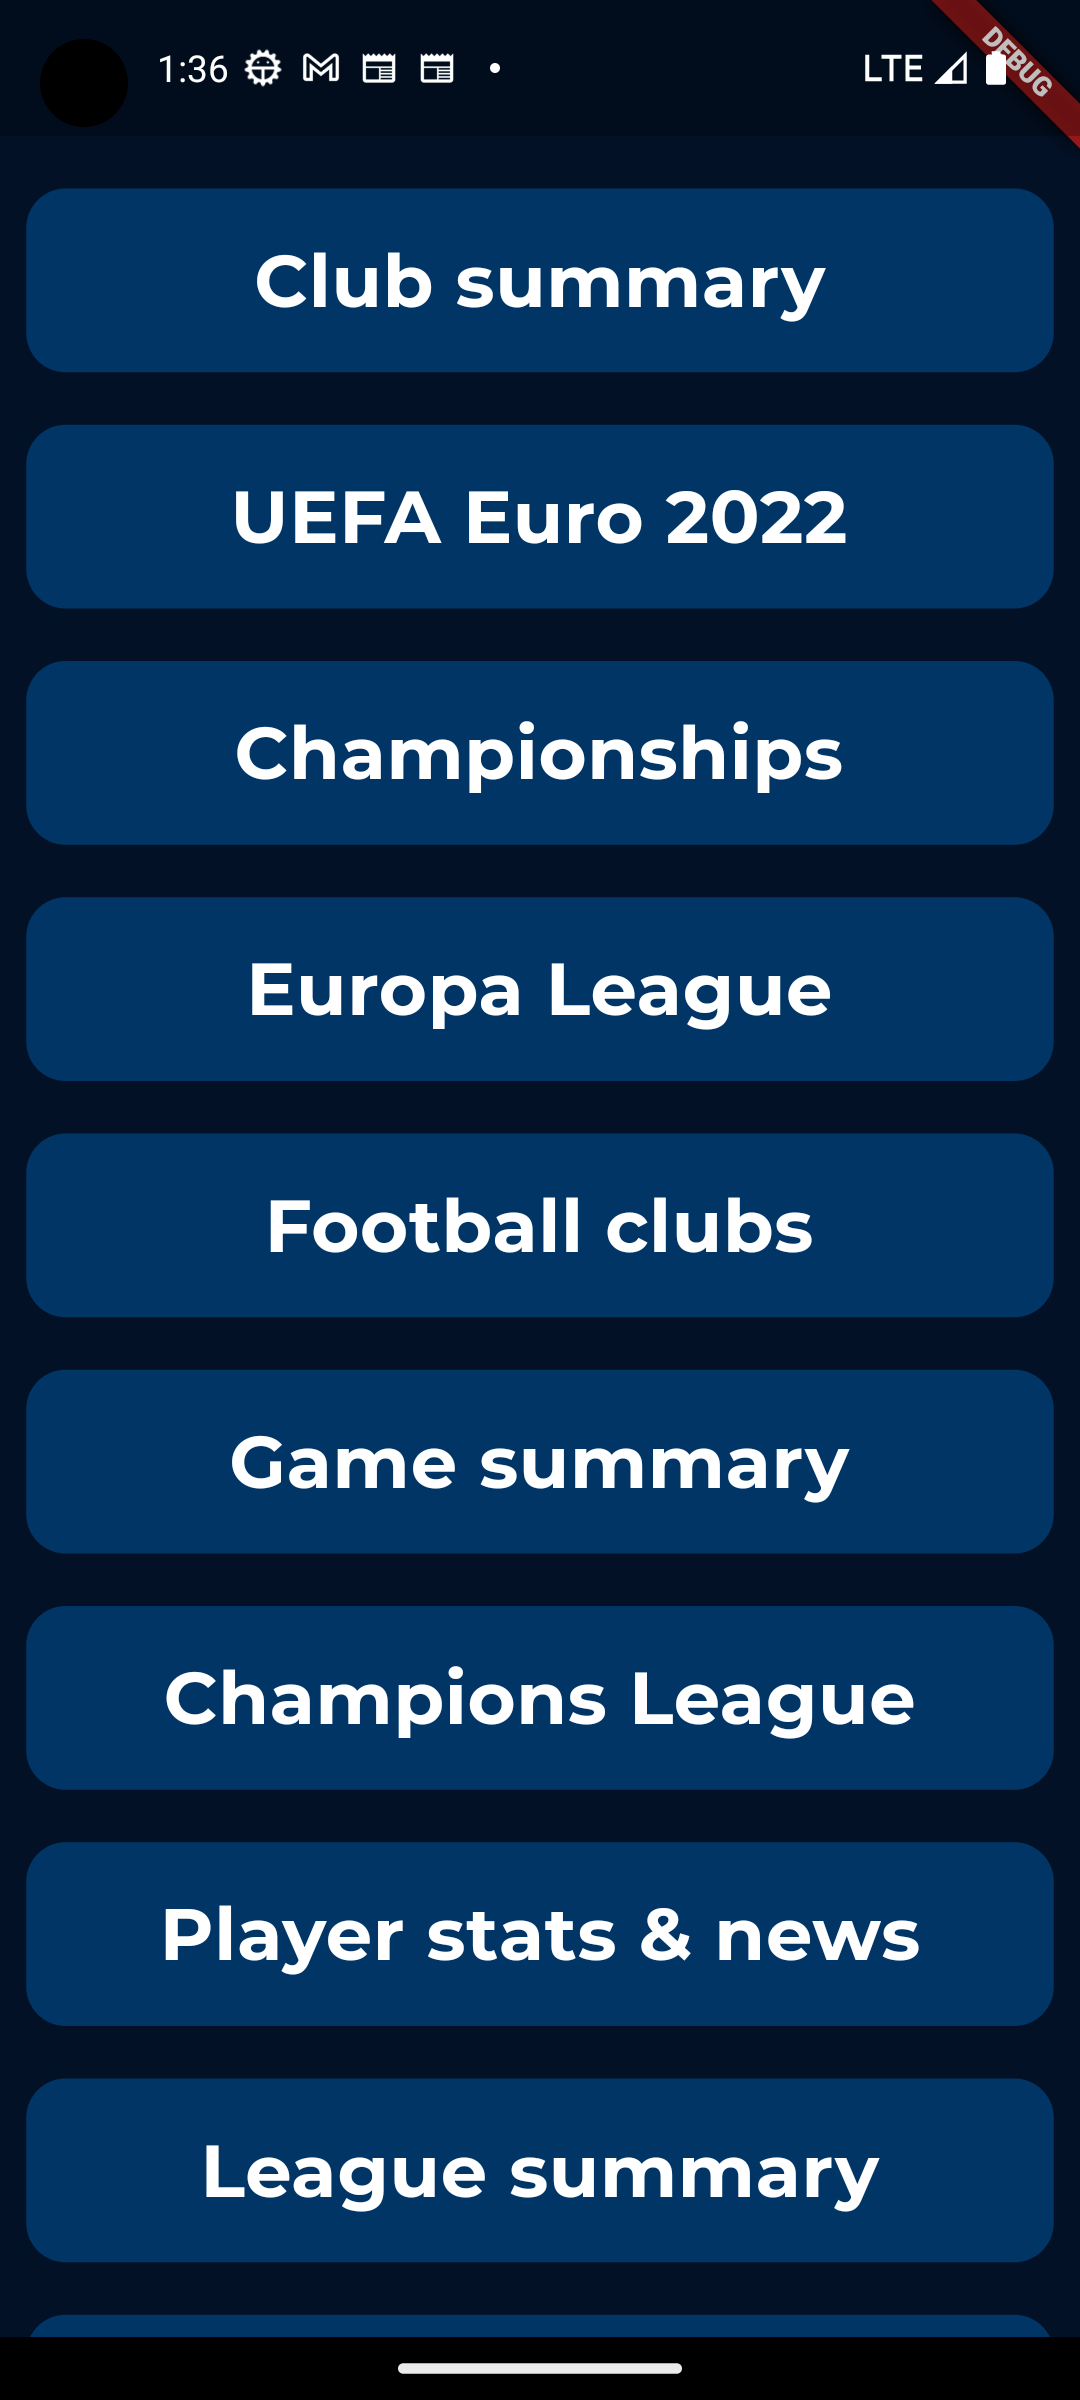 1:36
LTE
DEBUG
Club summary
UEFA Euro 2022
Championships
Europa League
Football clubs
Game summary
Champions League
Player stats & news
League summary